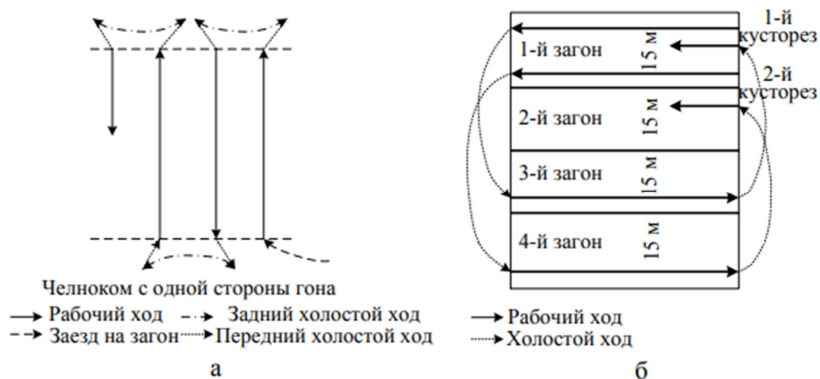 1-й
кусторез
1-й загон
15 м
2-й
кусторез
2-й загон
15 м
3-й загон
15 м
4-й загон
15 м
Челноком с одной стороны гона
Рабочий ход
Задний холостой ход
Заезд на загон
Передний холостой ход
Рабочий ход
Холостой ход
а
б